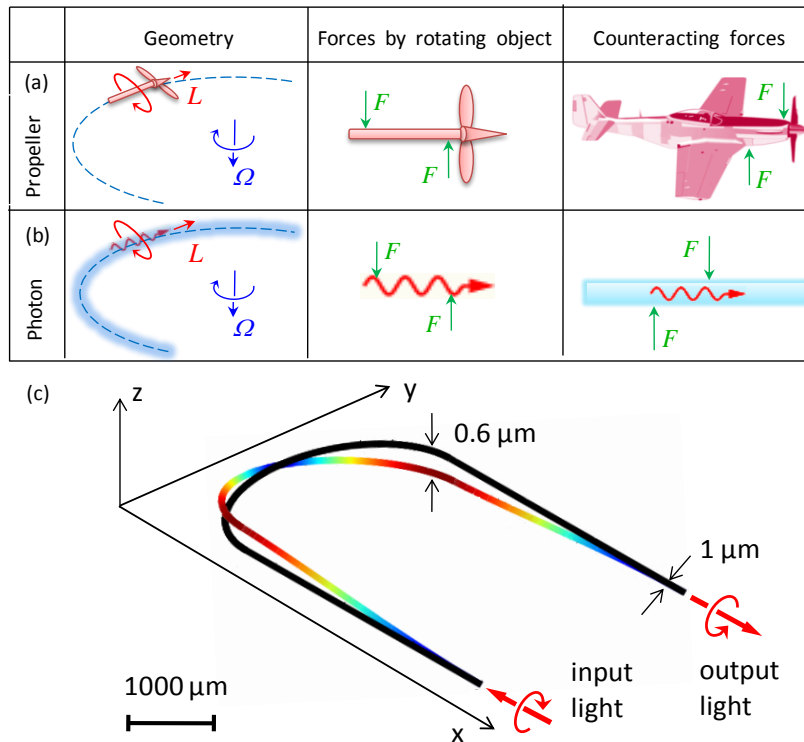 Geometry
Forces by rotating object
Counteracting forces
(a)
Propeller
L
Ω
F
F
F
F
(b)
Photon
L
Ω
F
F
F
F
(c)
z
y
0.6 µm
1 µm
input
light
output
light
1000 µm
x